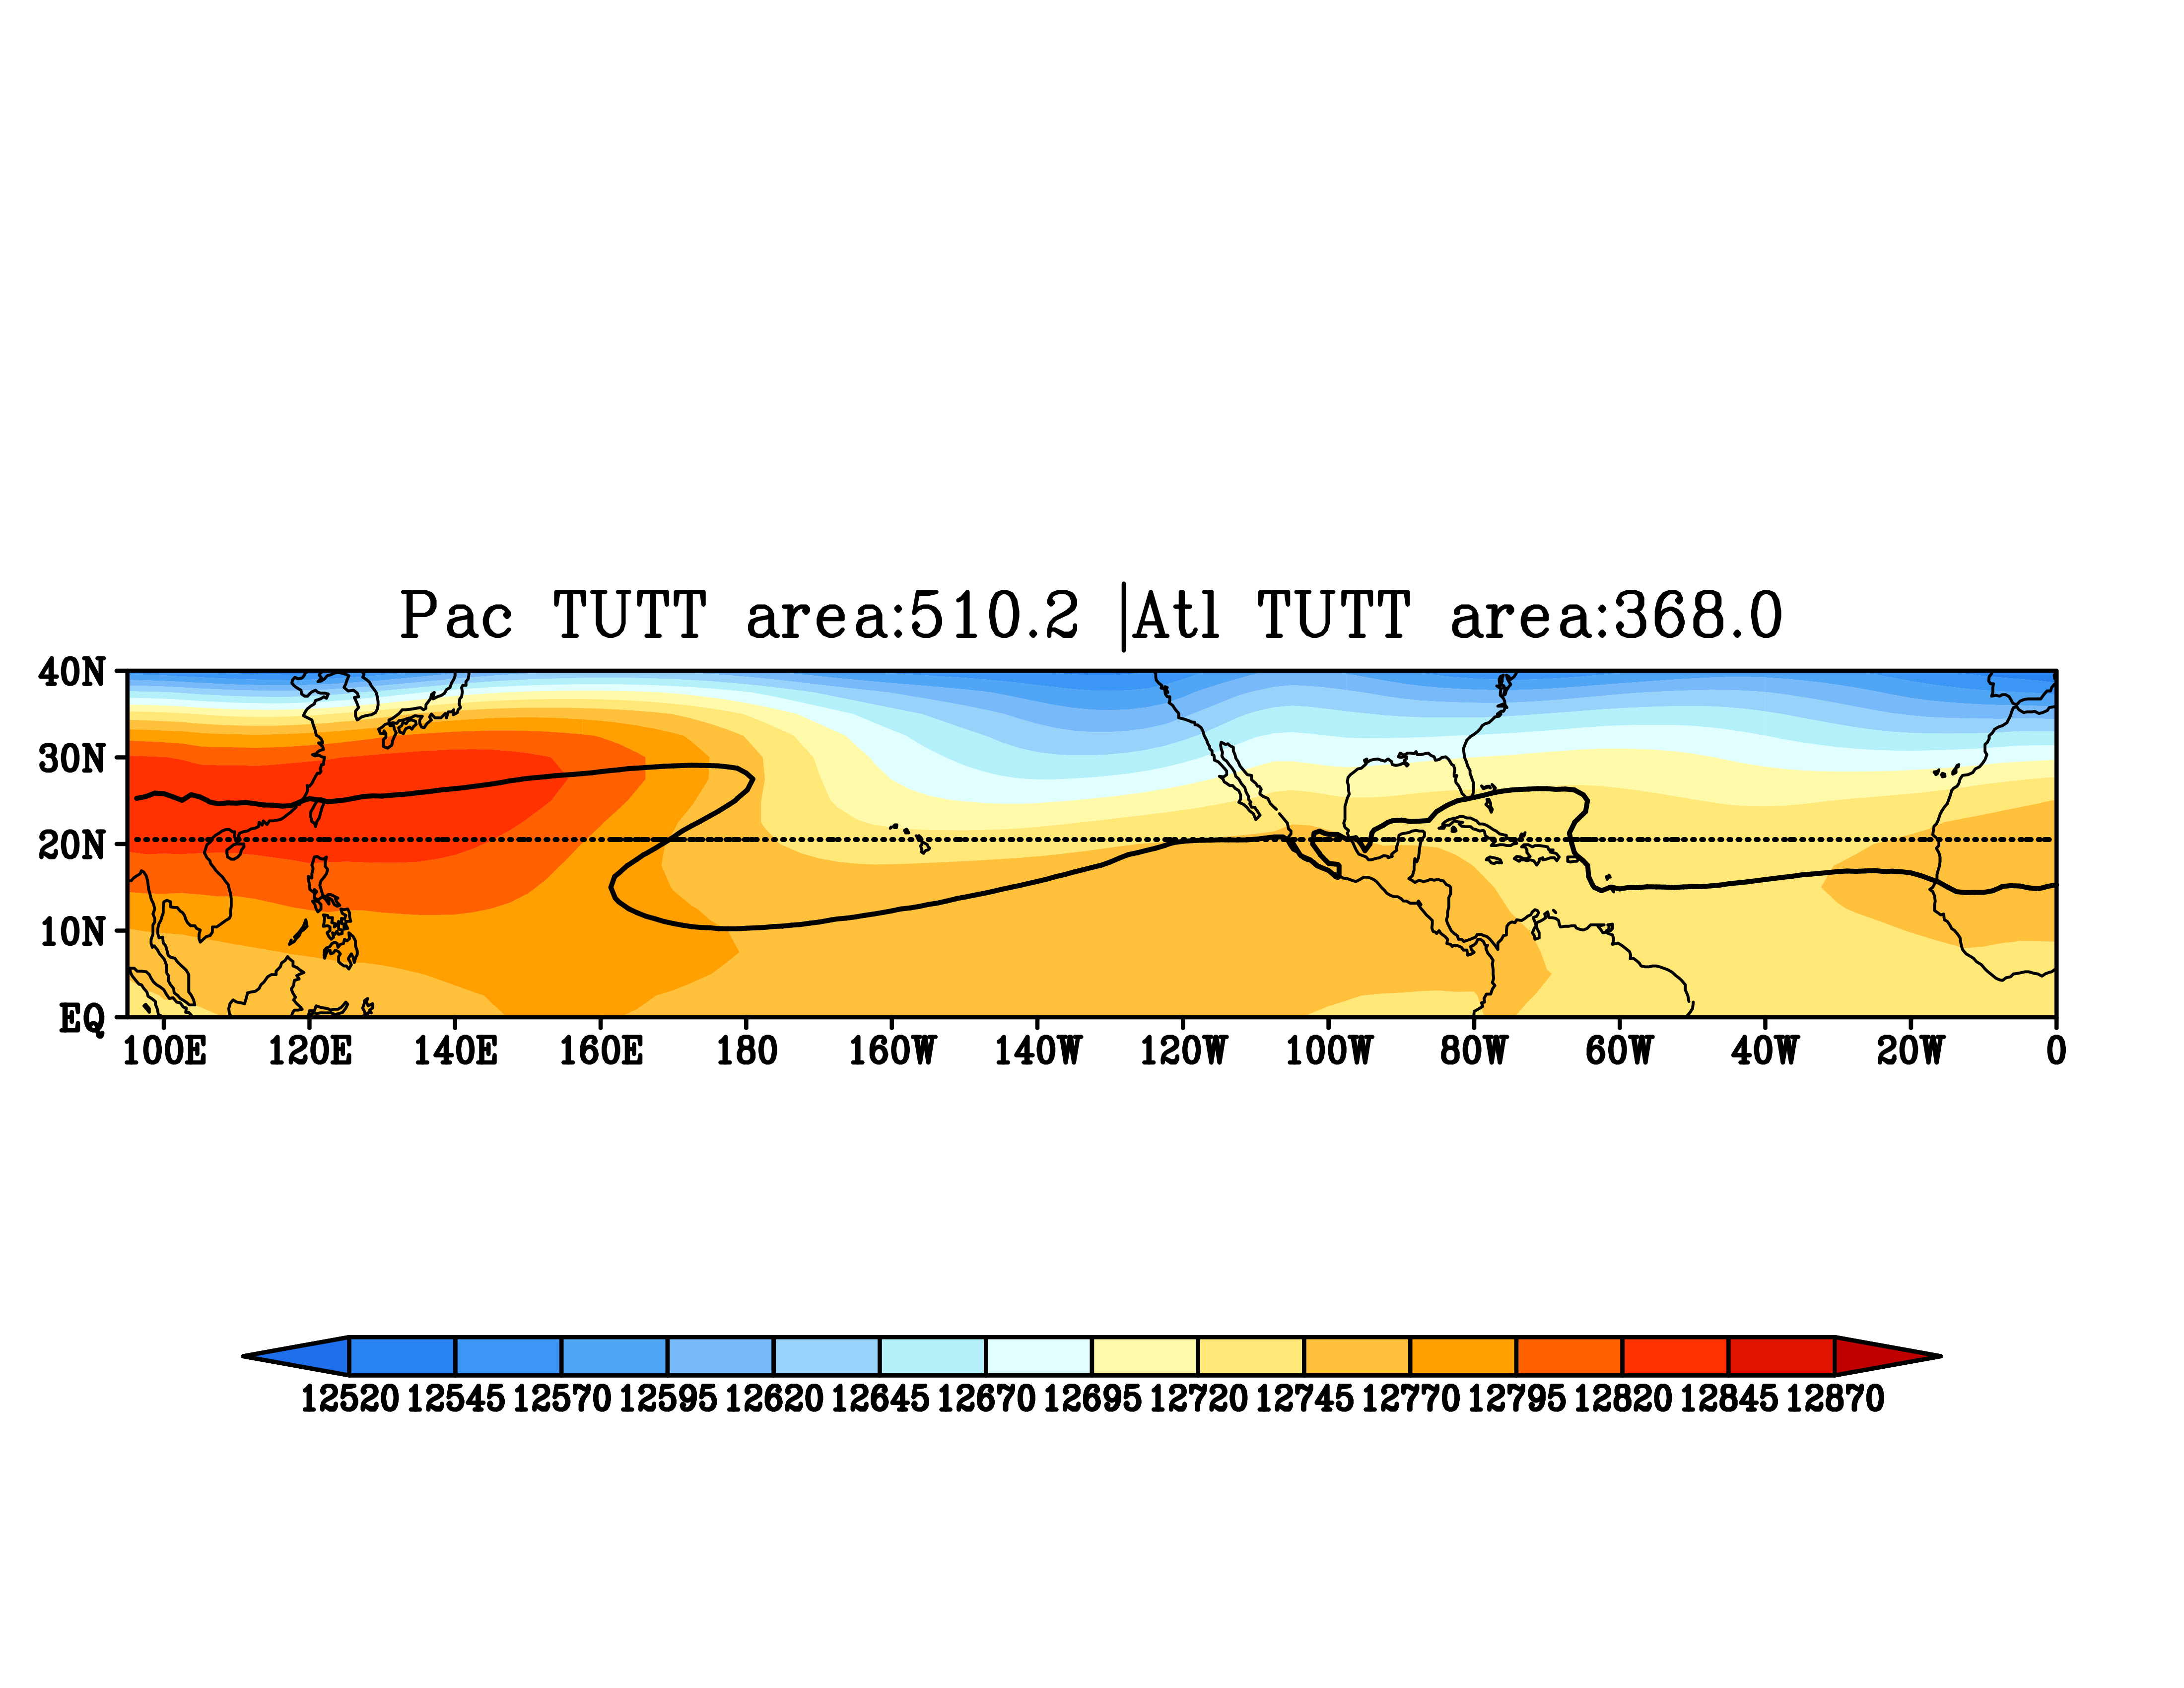 Pac TUTT area:510.2 |Atl TUTT area:368.0
40N
30N
20N
10N
EQ
100E 120E 140E 160E 180 160W 140W 120W 100W 80W 60W 40W 20W 0
12520 12545 12570 12595 12620 12645 12670 12695 12720 12745 12770 12795 12820 12845 12870